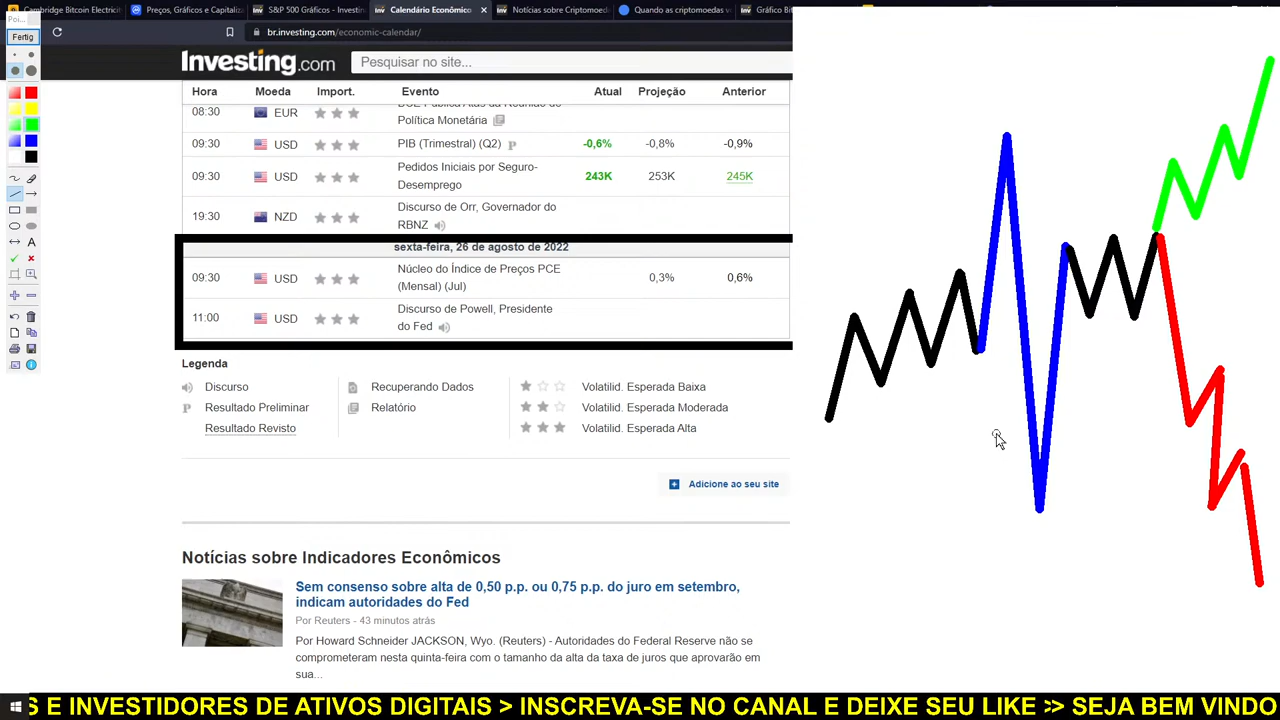 Cambridge Bitcoin Electrici
Preços, Gráficos e Capitaliz
S&P 500 Gráficos - Investin
Calendário Econômico
Notícias sobre Criptomoed
Quando as criptomoedas v
Gráfico Bi
Fertig
br.investing.com/economic-calendar/
Investing.com
Pesquisar no site...
Hora Moeda Import. Evento Atual Projeção Anterior
08:30 EUR BCE Publica Atas da Reunião de
Política Monetária
09:30 USD PIB (Trimestral) (Q2) P -0,6% -0,8% -0,9%
09:30 USD Pedidos Iniciais por Seguro-
Desemprego 243K 253K 245K
19:30 NZD Discurso de Orr, Governador do
RBNZ
sexta-feira, 26 de agosto de 2022
09:30 USD Núcleo do Índice de Preços PCE
(Mensal) (Jul) 0,3% 0,6%
11:00 USD Discurso de Powell, Presidente
do Fed
Legenda
Discurso Recuperando Dados Volatilid. Esperada Baixa
P Resultado Preliminar Relatório Volatilid. Esperada Moderada
Resultado Revisto Volatilid. Esperada Alta
Adicione ao seu site
Notícias sobre Indicadores Econômicos
Sem consenso sobre alta de 0,50 p.p. ou 0,75 p.p. do juro em setembro,
indicam autoridades do Fed
Por Reuters - 43 minutos atrás
Por Howard Schneider JACKSON, Wyo. (Reuters) - Autoridades do Federal Reserve não se
comprometeram nesta quinta-feira com o tamanho da alta da taxa de juros que aprovarão em
sua...
S E INVESTIDORES DE ATIVOS DIGITAIS > INSCREVA-SE NO CANAL E DEIXE SEU LIKE >> SEJA BEM VINDO